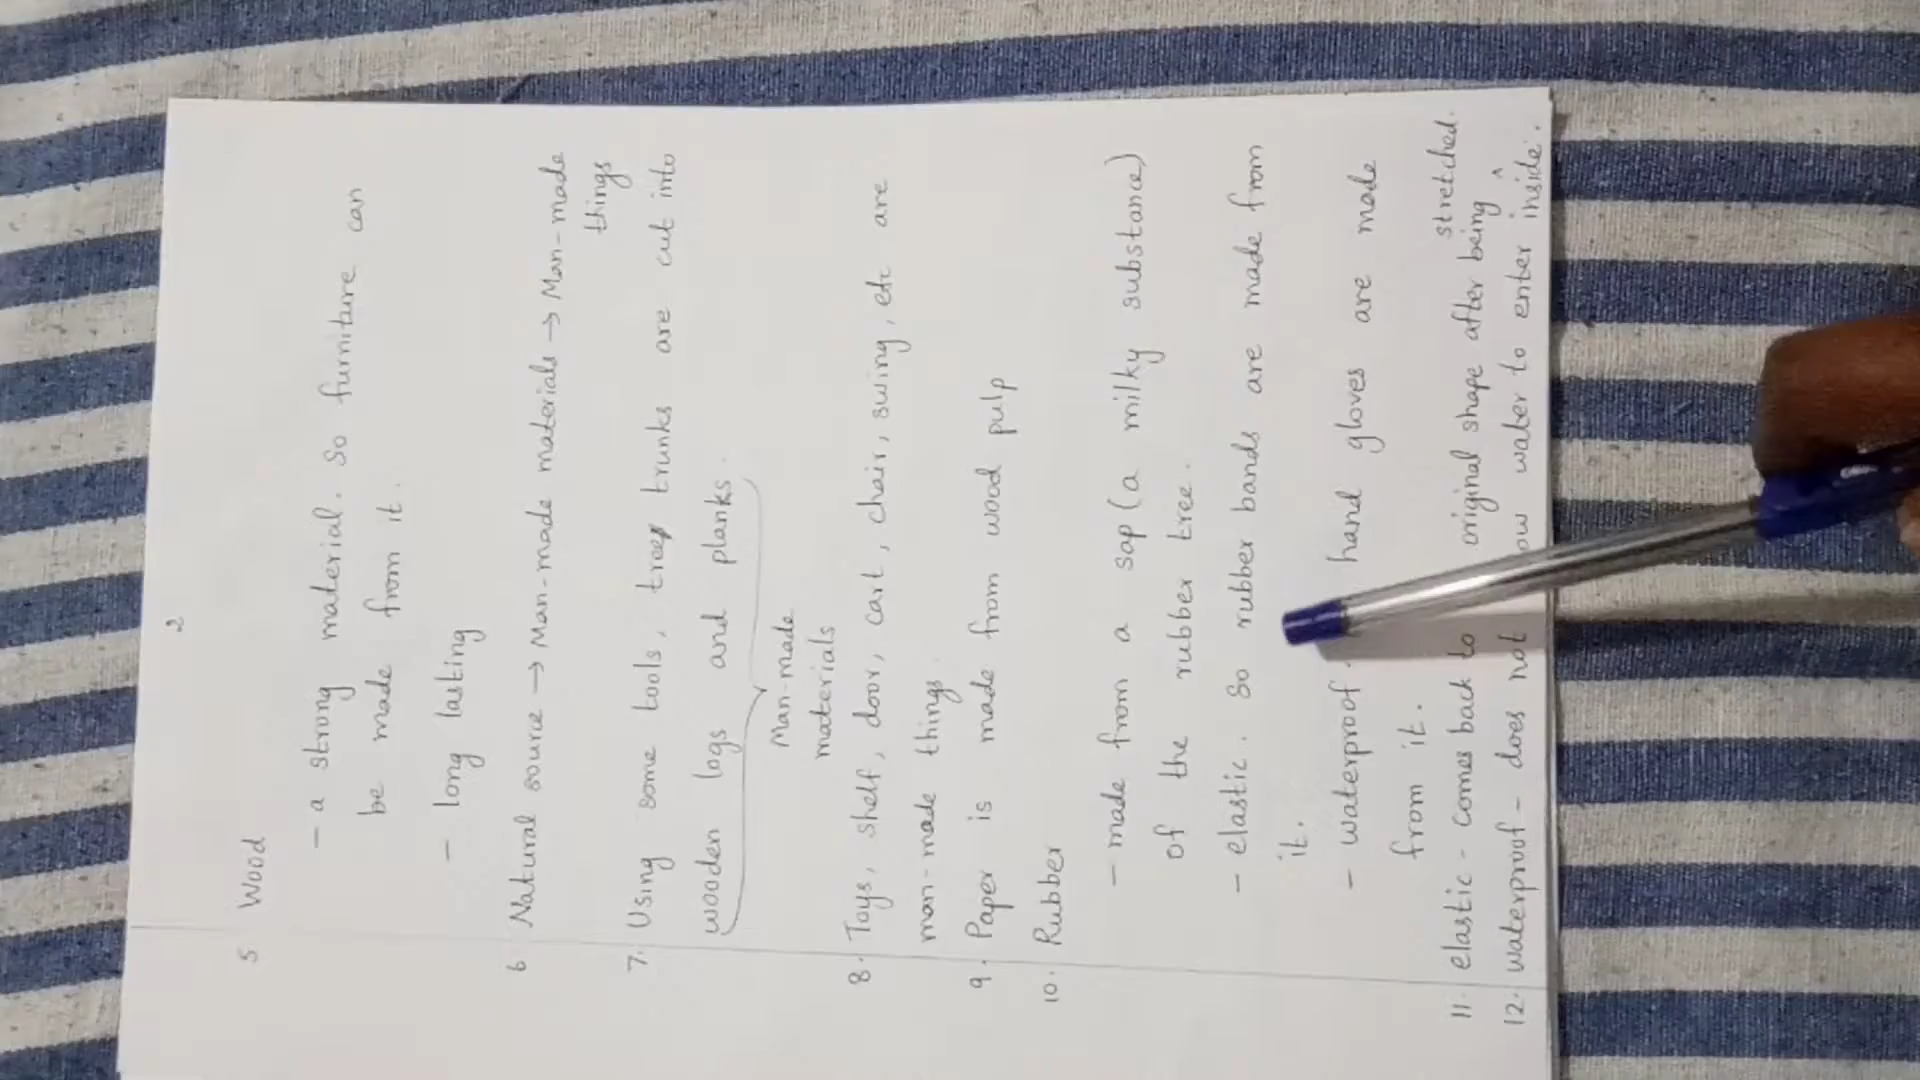 2
5 Wood
- a strong material. So furniture can
be made from it.
- long lasting
6 Natural source → Man-made materials → Man-made
things
7. Using some tools, tree trunks are cut into
wooden logs and planks.
Man-made
materials
8. Toys, shelf, door, cart, chair, swing, etc are
man-made things.
9. Paper is made from wood pulp
10. Rubber
- made from a sap (a milky substance)
of the rubber tree.
- elastic. So rubber bands are made from
it.
- waterproof. hand gloves are made
from it.
stretched.
11. elastic - comes back to original shape after being ^
12. waterproof - does not water to enter inside.